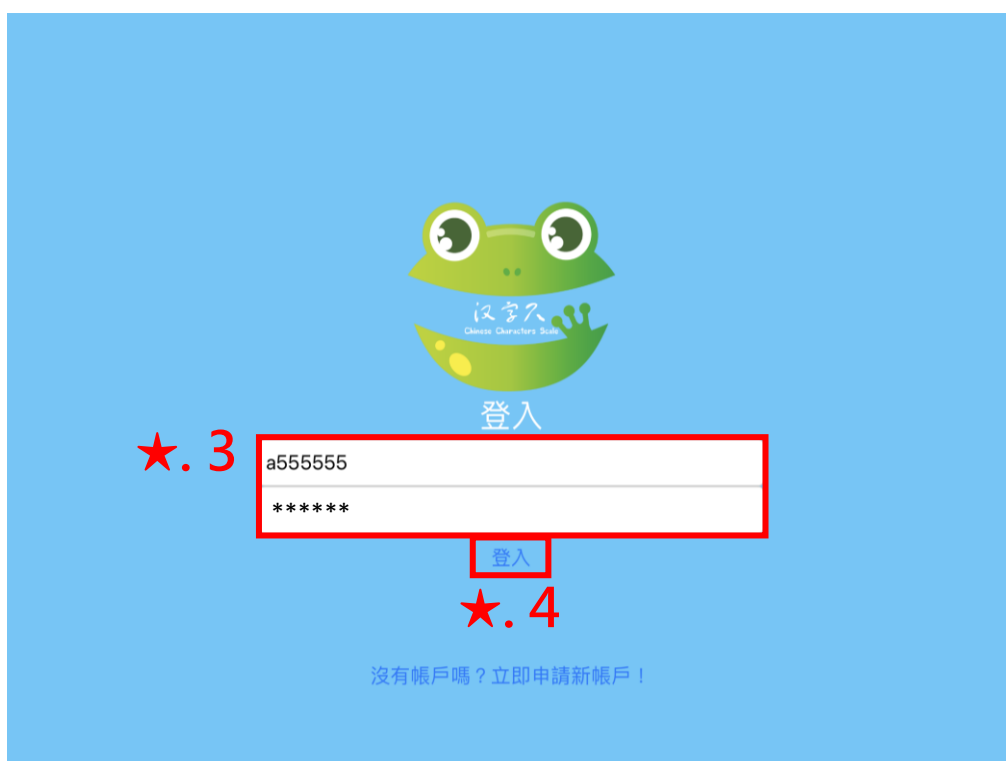 汉字尺
Chinese Characters Scale
登入
★. 3
a555555
******
登入
★. 4
沒有帳戶嗎？立即申請新帳戶！